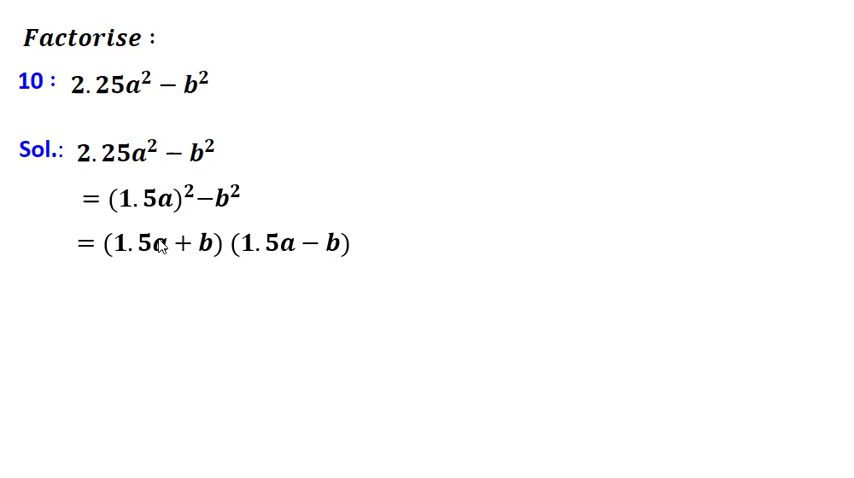 Factorise :
10 : 2.25a² − b²
Sol.: 2.25a² − b²
= (1.5a)²−b²
= (1.5a + b) (1.5a − b)